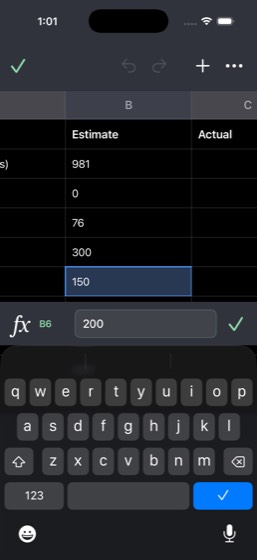 1:01
B
C
Estimate
Actual
s)
981
0
76
300
150
fx
B6
200
q w e r t y u i o p
a s d f g h j k l
z x c v b n m
123